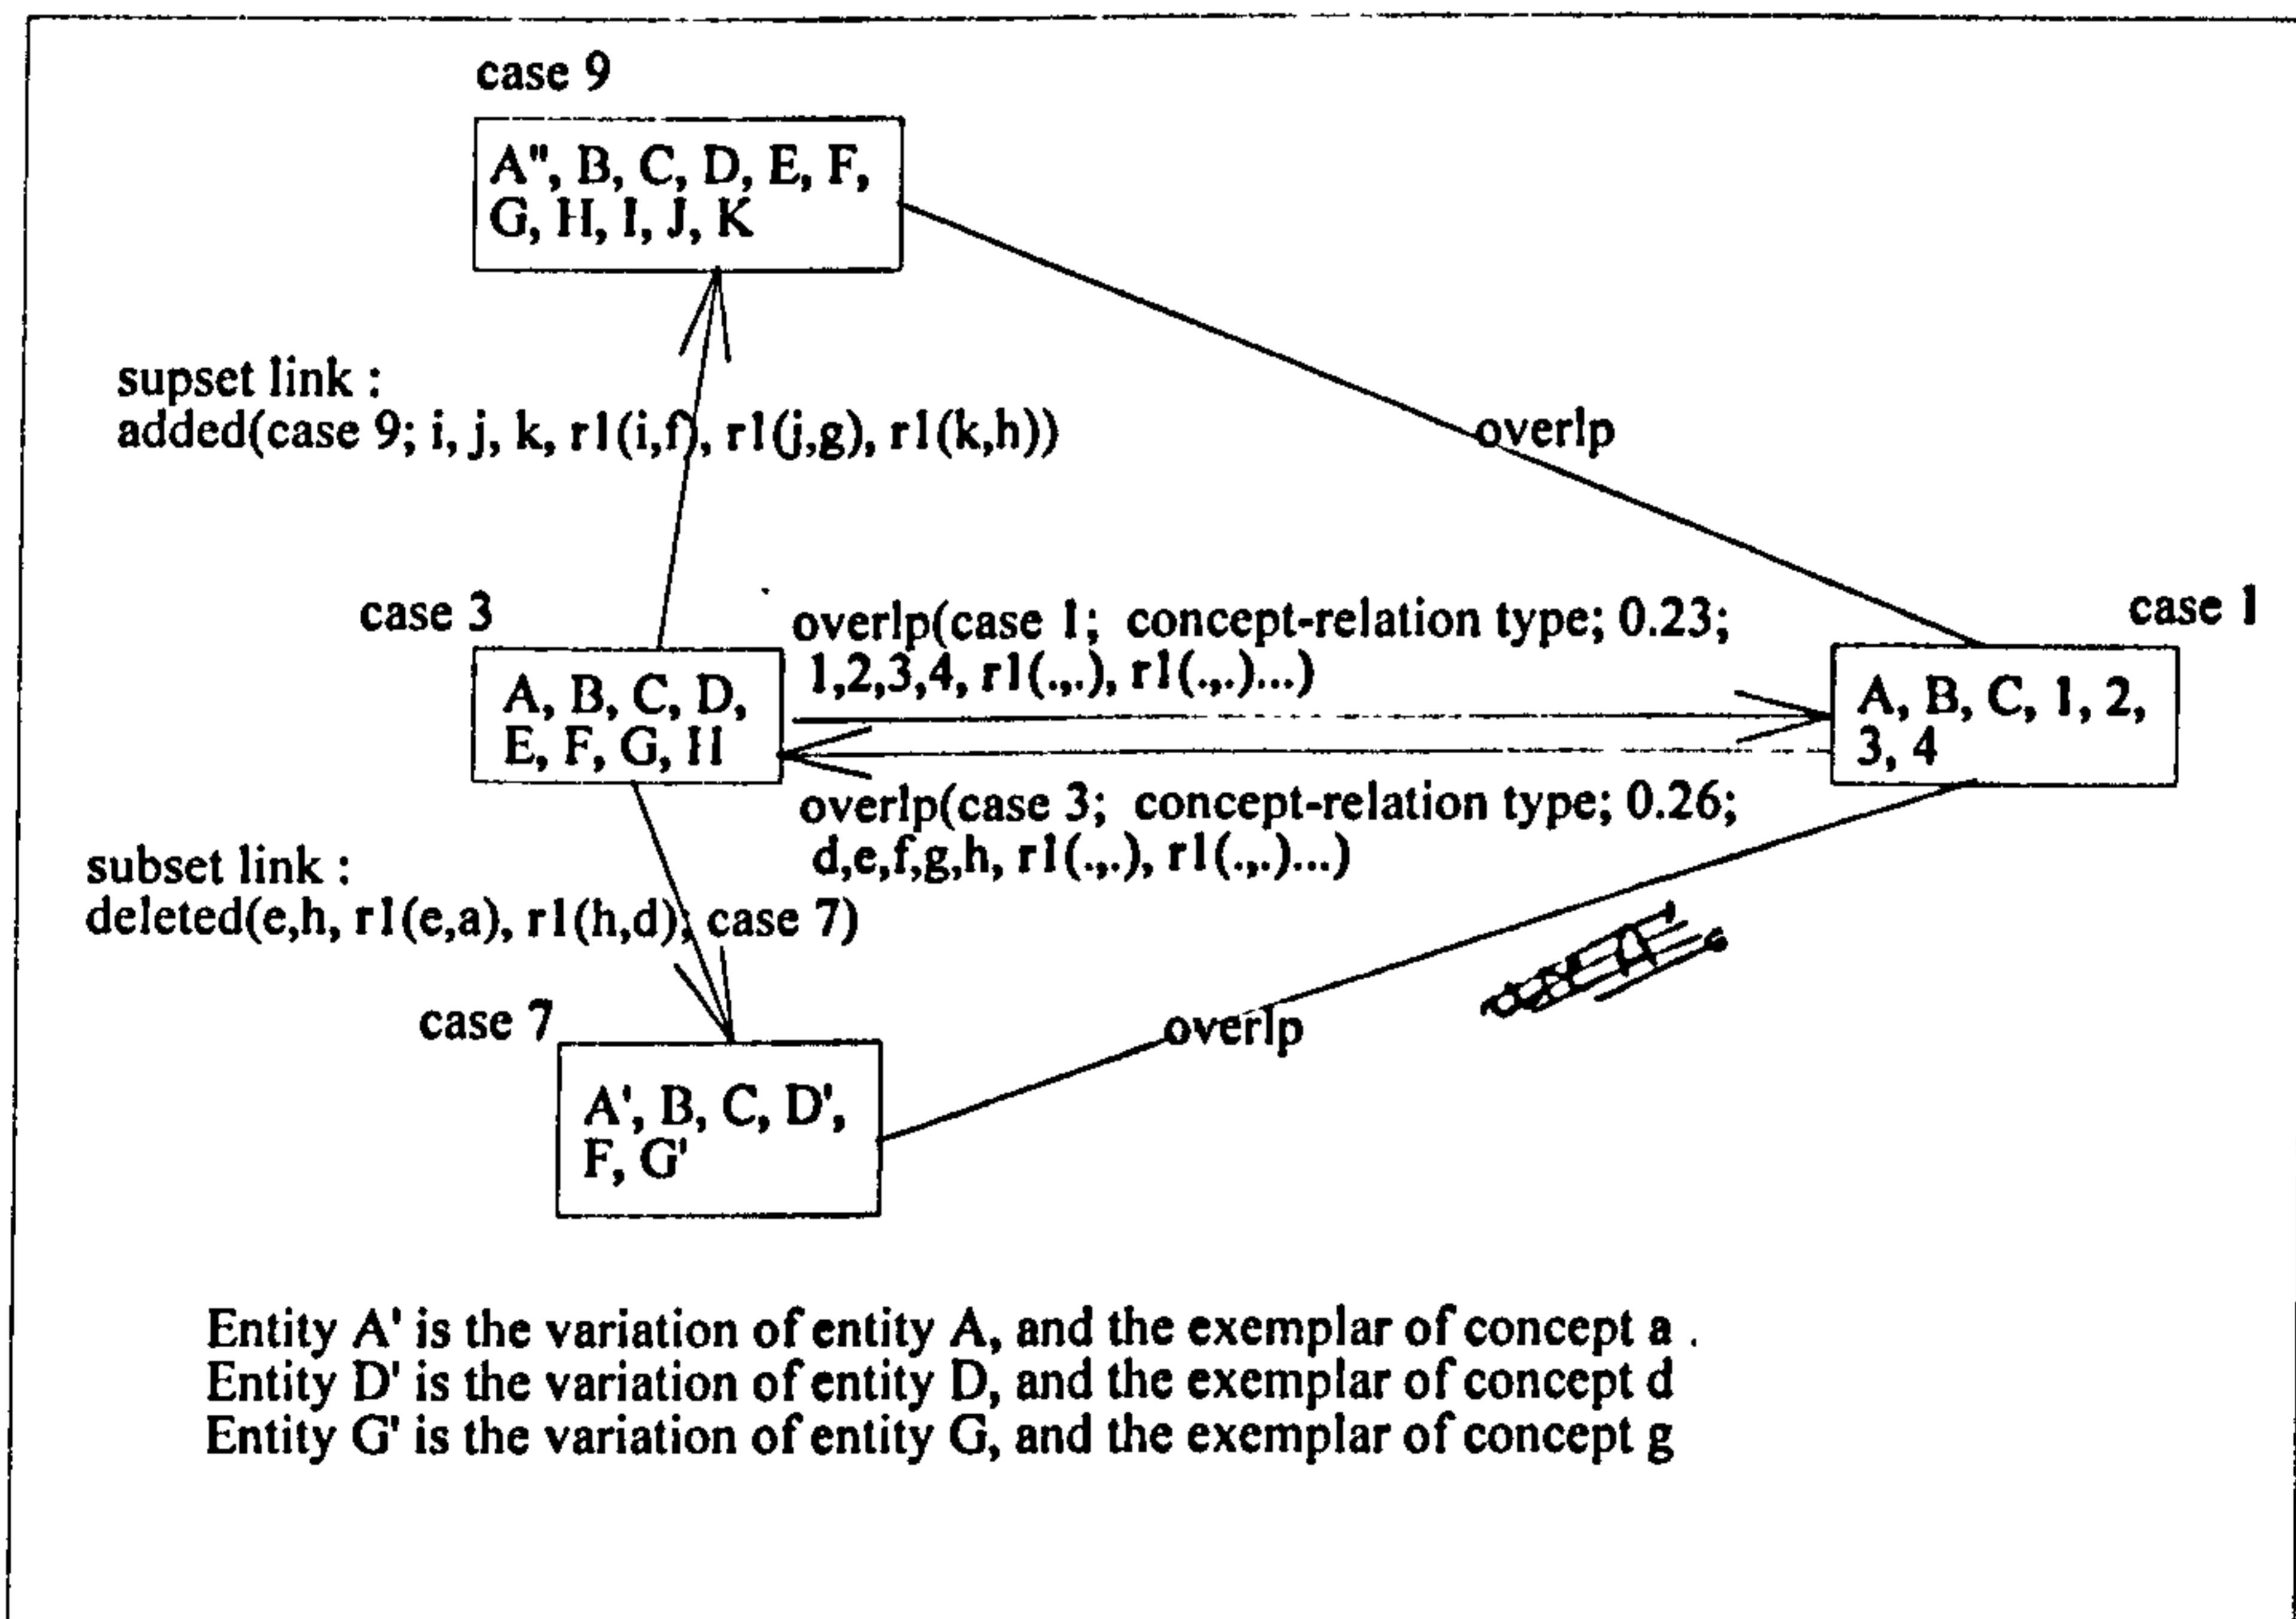 case 9
A", B, C, D, E, F,
G, H, I, J, K
supset link :
added(case 9; i, j, k, r1(i,f), r1(j,g), r1(k,h))
overlp
case 3
A, B, C, D,
E, F, G, H
overlp(case 1; concept-relation type; 0.23;
1,2,3,4, r1(.,.), r1(.,.)...)
case 1
A, B, C, 1, 2,
3, 4
overlp(case 3; concept-relation type; 0.26;
d,e,f,g,h, r1(.,.), r1(.,.)...)
subset link :
deleted(e,h, r1(e,a), r1(h,d); case 7)
case 7
A', B, C, D',
F, G'
overlp
Entity A' is the variation of entity A, and the exemplar of concept a .
Entity D' is the variation of entity D, and the exemplar of concept d
Entity G' is the variation of entity G, and the exemplar of concept g